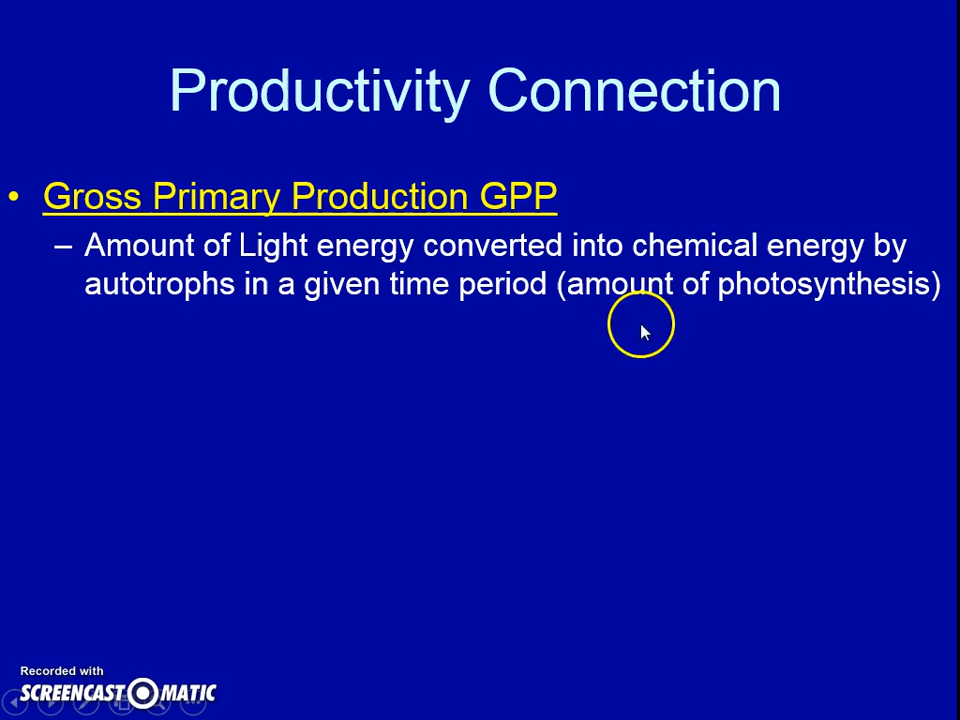 Productivity Connection
• Gross Primary Production GPP
– Amount of Light energy converted into chemical energy by
autotrophs in a given time period (amount of photosynthesis)
Recorded with
SCREENCAST MATIC